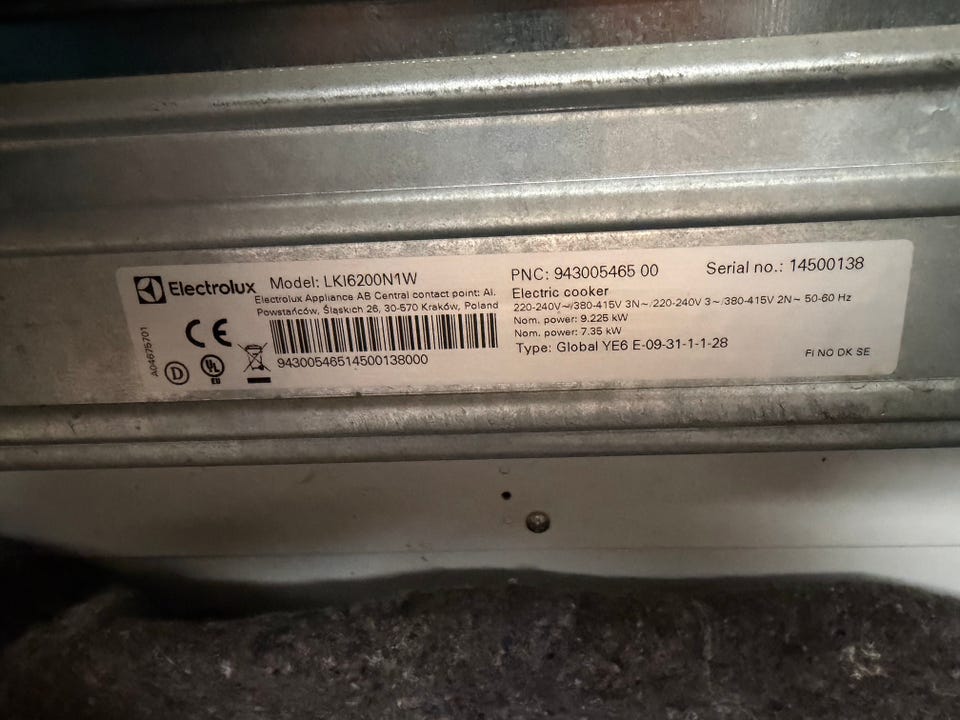 Electrolux
Model: LKI6200N1W
Electrolux Appliance AB Central contact point: Al.
Powstańców, Śląskich 26, 30-570 Kraków, Poland
94300546514500138000
A04675701
CE
D
UL
EU
PNC: 943005465 00
Serial no.: 14500138
Electric cooker
220-240V~/380-415V 3N~/220-240V 3~/380-415V 2N~ 50-60 Hz
Nom. power: 9.225 kW
Nom. power: 7.35 kW
Type: Global YE6 E-09-31-1-1-28
FI NO DK SE